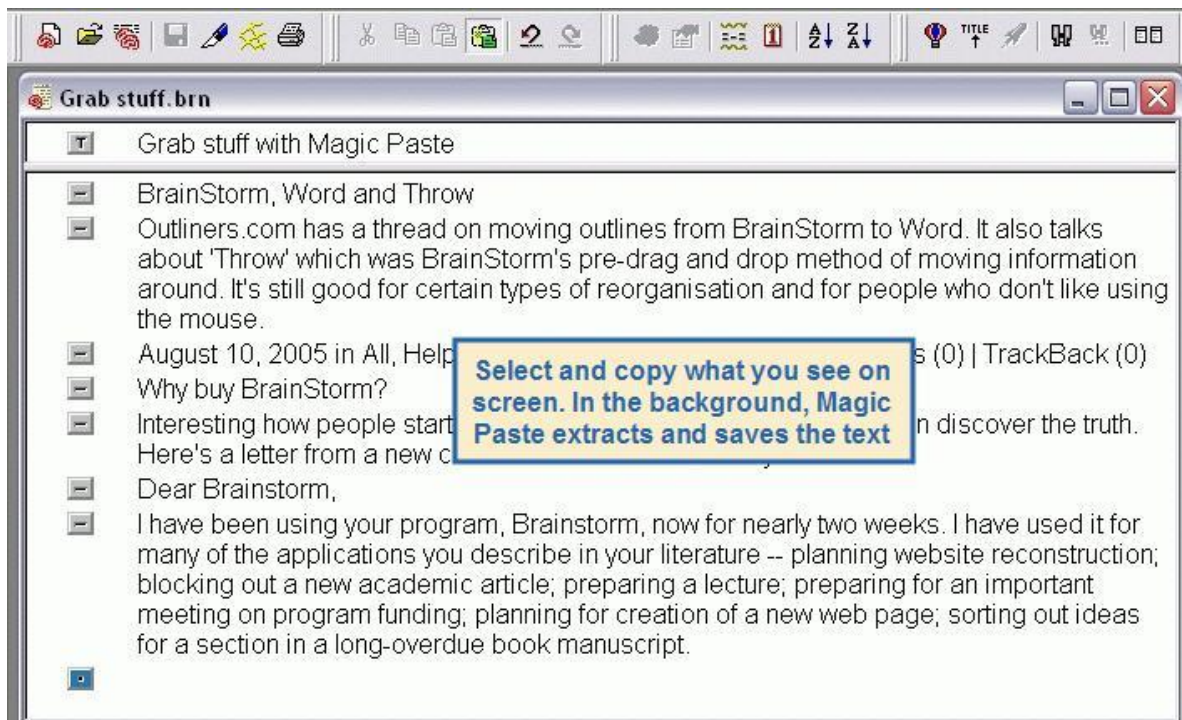 TITLE
Grab stuff.brn
T Grab stuff with Magic Paste
BrainStorm, Word and Throw
Outliners.com has a thread on moving outlines from BrainStorm to Word. It also talks
about 'Throw' which was BrainStorm's pre-drag and drop method of moving information
around. It's still good for certain types of reorganisation and for people who don't like using
the mouse.
August 10, 2005 in All, Help s (0) | TrackBack (0)
Why buy BrainStorm?
Interesting how people start n discover the truth.
Here's a letter from a new c
Select and copy what you see on
screen. In the background, Magic
Paste extracts and saves the text
Dear Brainstorm,
I have been using your program, Brainstorm, now for nearly two weeks. I have used it for
many of the applications you describe in your literature -- planning website reconstruction;
blocking out a new academic article; preparing a lecture; preparing for an important
meeting on program funding; planning for creation of a new web page; sorting out ideas
for a section in a long-overdue book manuscript.